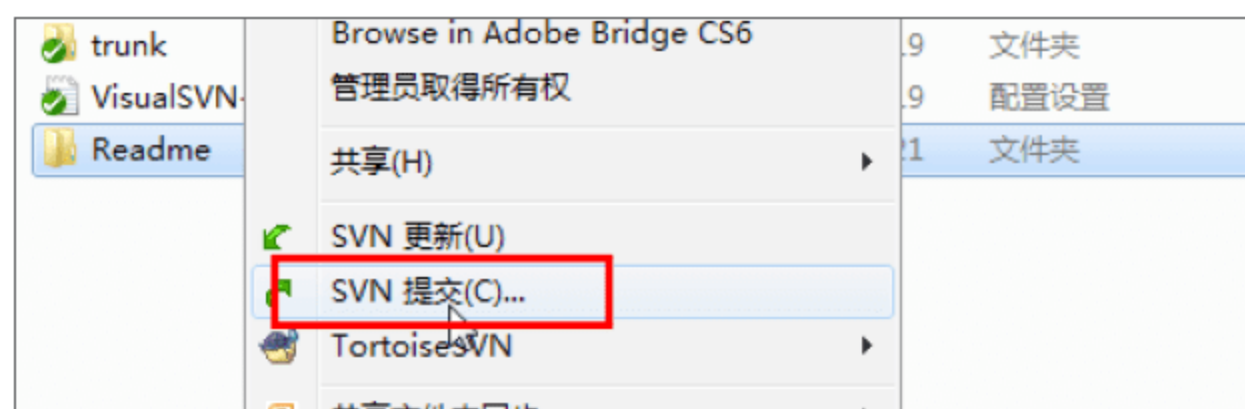 Browse in Adobe Bridge CS6
trunk
.9 文件夹
管理员取得所有权
VisualSVN-
.9 配置设置
Readme
21 文件夹
共享(H)
SVN 更新(U)
SVN 提交(C)...
TortoiseSVN